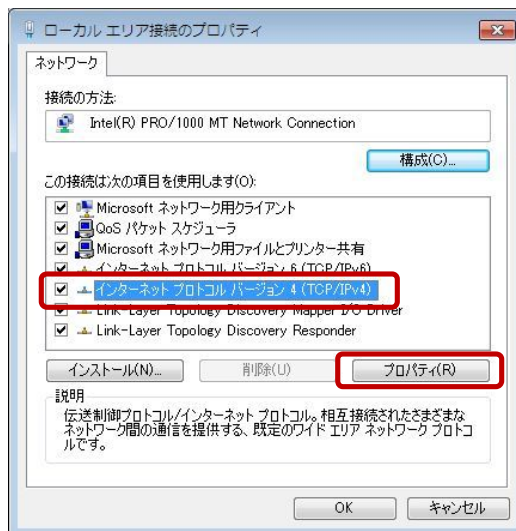 ローカル エリア接続のプロパティ
ネットワーク
接続の方法:
Intel(R) PRO/1000 MT Network Connection
構成(C)...
この接続は次の項目を使用します(O):
Microsoft ネットワーク用クライアント
QoS パケット スケジューラ
Microsoft ネットワーク用ファイルとプリンター共有
インターネット プロトコル バージョン 6 (TCP/IPv6)
インターネット プロトコル バージョン 4 (TCP/IPv4)
Link-Layer Topology Discovery Mapper I/O Driver
Link-Layer Topology Discovery Responder
インストール(N)...
削除(U)
プロパティ(R)
説明
伝送制御プロトコル/インターネット プロトコル。相互接続されたさまざまな
ネットワーク間の通信を提供する、既定のワイド エリア ネットワーク プロトコ
ルです。
OK
キャンセル